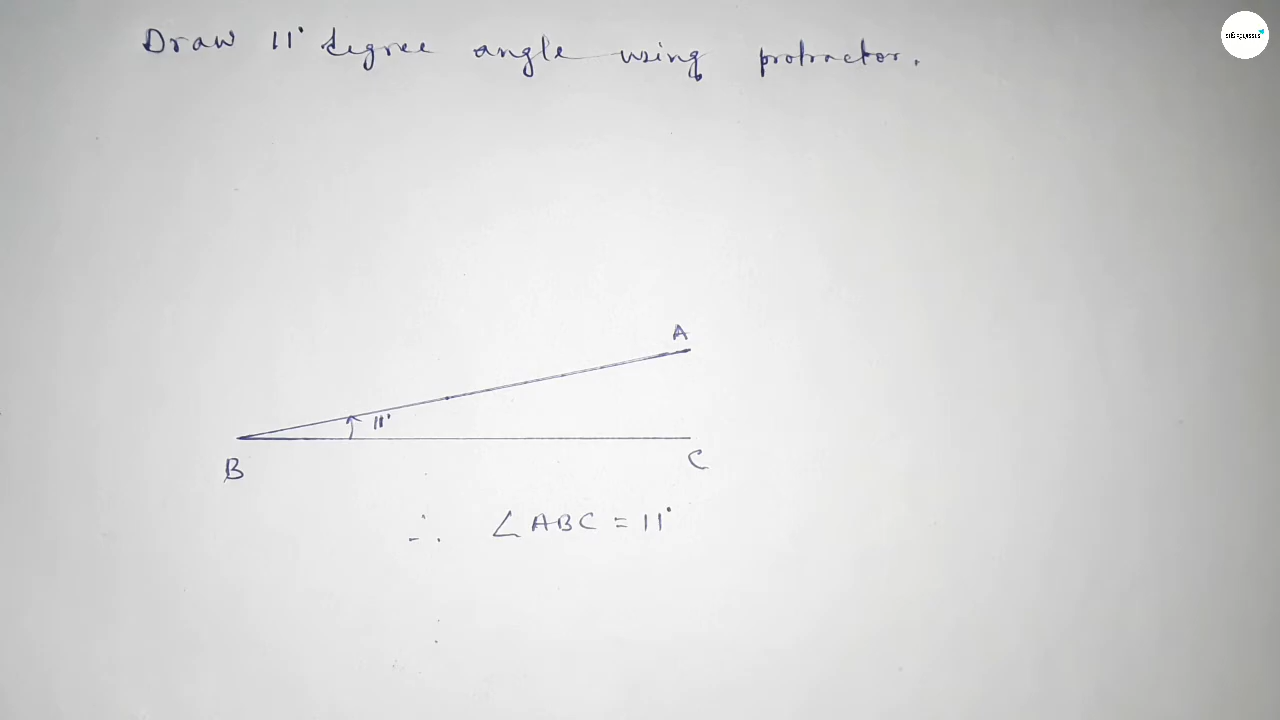 Draw 11° degree angle using protractor.
A
11°
B
C
∴ ∠ABC = 11°